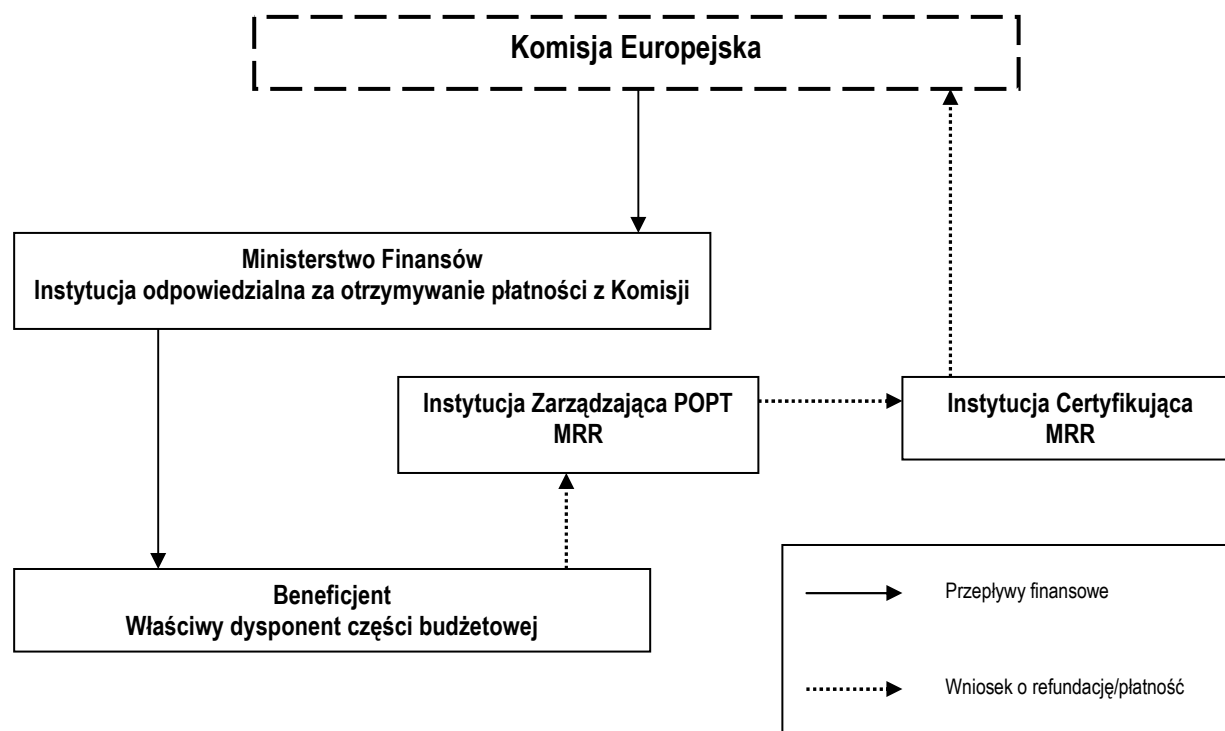 Komisja Europejska
Ministerstwo Finansów
Instytucja odpowiedzialna za otrzymywanie płatności z Komisji
Instytucja Zarządzająca POPT
MRR
Instytucja Certyfikująca
MRR
Beneficjent
Właściwy dysponent części budżetowej
Przepływy finansowe
Wniosek o refundację/płatność